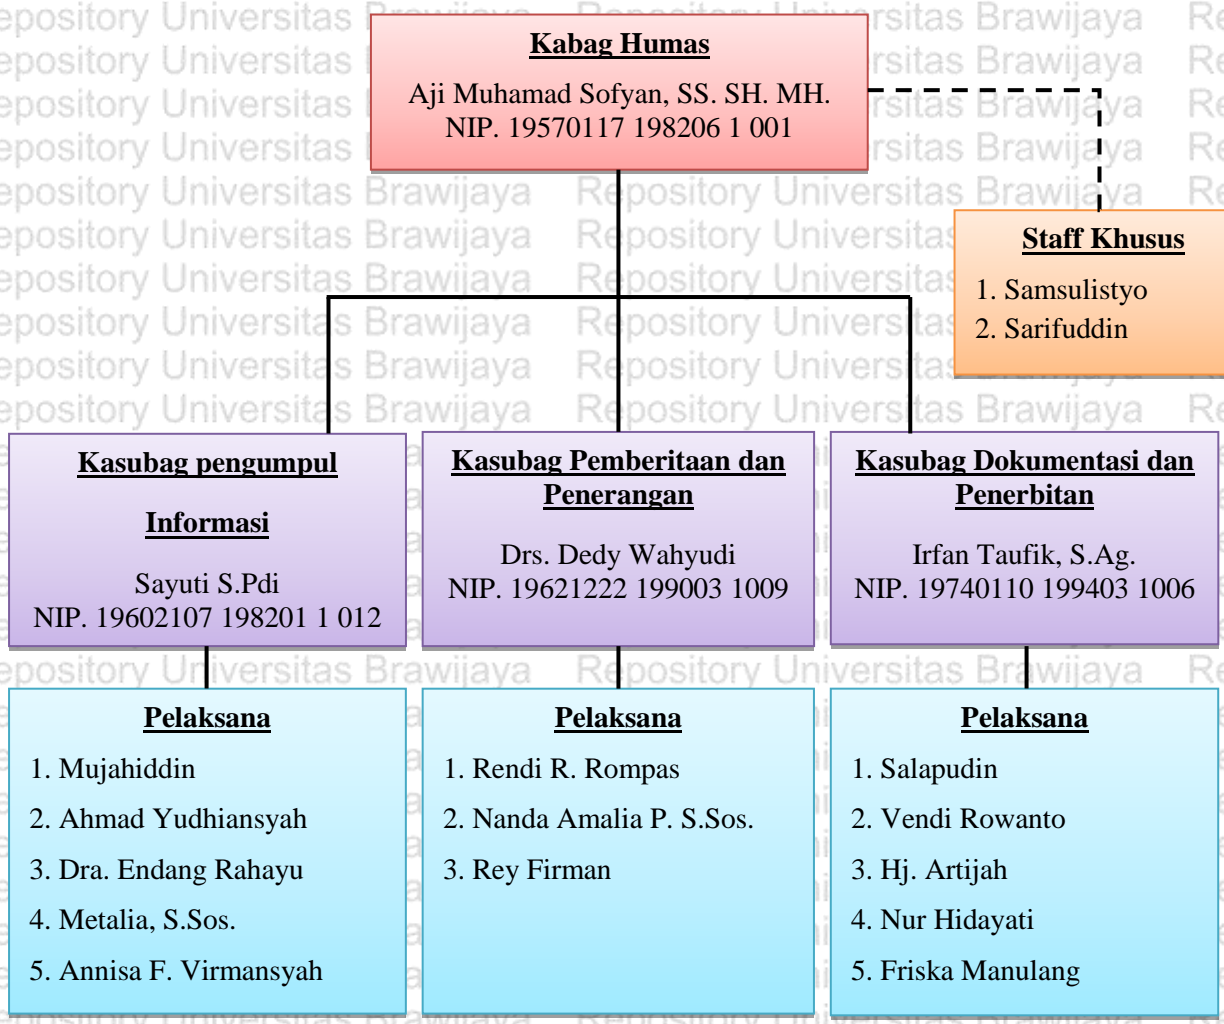 Kabag Humas
Aji Muhamad Sofyan, SS. SH. MH.
NIP. 19570117 198206 1 001
Staff Khusus
1. Samsulistyo
2. Sarifuddin
Kasubag pengumpul
Informasi
Sayuti S.Pdi
NIP. 19602107 198201 1 012
Kasubag Pemberitaan dan
Penerangan
Drs. Dedy Wahyudi
NIP. 19621222 199003 1009
Kasubag Dokumentasi dan
Penerbitan
Irfan Taufik, S.Ag.
NIP. 19740110 199403 1006
Pelaksana
1. Mujahiddin
2. Ahmad Yudhiansyah
3. Dra. Endang Rahayu
4. Metalia, S.Sos.
5. Annisa F. Virmansyah
Pelaksana
1. Rendi R. Rompas
2. Nanda Amalia P. S.Sos.
3. Rey Firman
Pelaksana
1. Salapudin
2. Vendi Rowanto
3. Hj. Artijah
4. Nur Hidayati
5. Friska Manulang
Repository Universitas Brawijaya